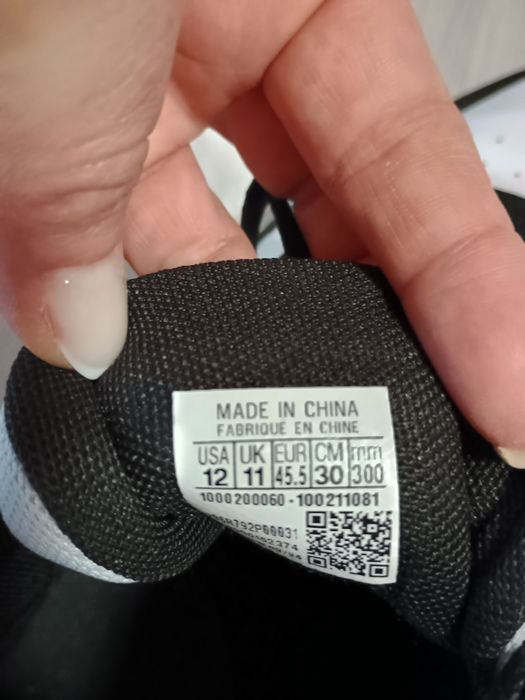 MADE IN CHINA
FABRIQUÉ EN CHINE
USA UK EUR CM mm
12 11 45.5 30 300
1000200060-100211081